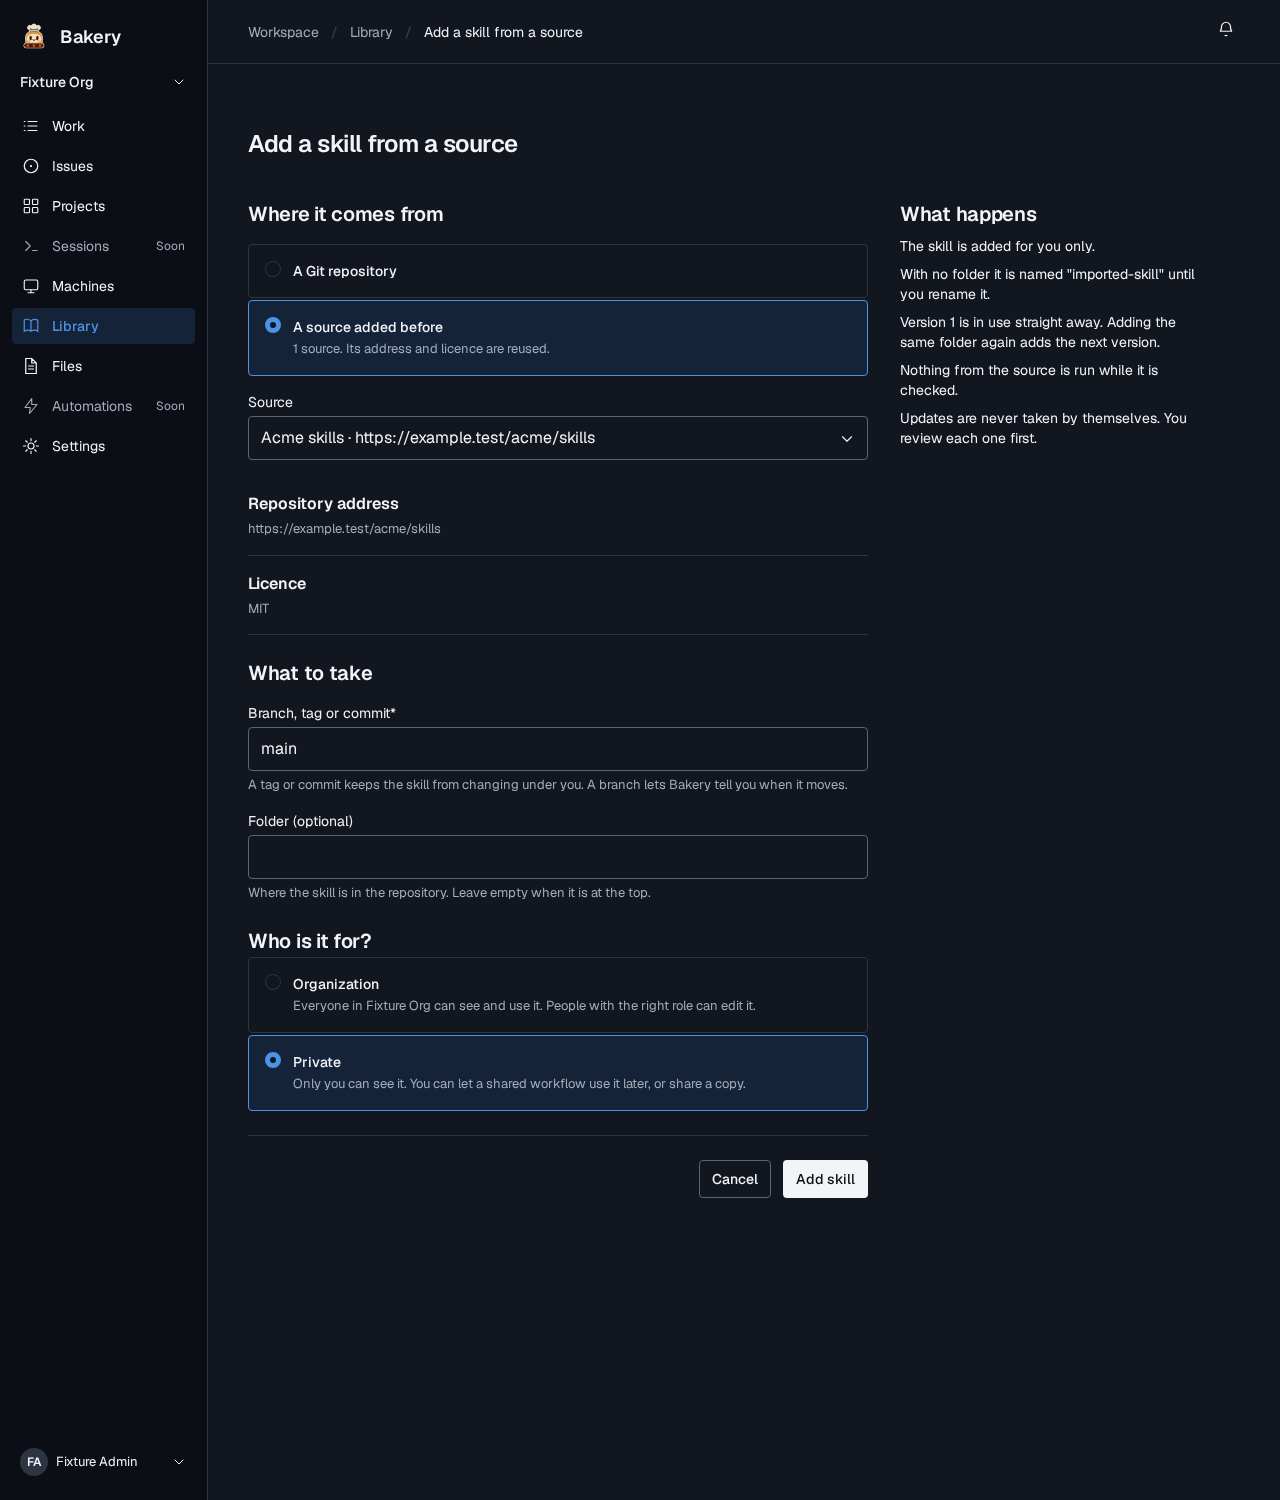 Bakery
Fixture Org
Work
Issues
Projects
Sessions Soon
Machines
Library
Files
Automations Soon
Settings
FA Fixture Admin
Workspace / Library / Add a skill from a source
Add a skill from a source
Where it comes from
A Git repository
A source added before
1 source. Its address and licence are reused.
Source
Acme skills · https://example.test/acme/skills
Repository address
https://example.test/acme/skills
Licence
MIT
What to take
Branch, tag or commit*
main
A tag or commit keeps the skill from changing under you. A branch lets Bakery tell you when it moves.
Folder (optional)
Where the skill is in the repository. Leave empty when it is at the top.
Who is it for?
Organization
Everyone in Fixture Org can see and use it. People with the right role can edit it.
Private
Only you can see it. You can let a shared workflow use it later, or share a copy.
Cancel
Add skill
What happens
The skill is added for you only.
With no folder it is named "imported-skill" until
you rename it.
Version 1 is in use straight away. Adding the
same folder again adds the next version.
Nothing from the source is run while it is
checked.
Updates are never taken by themselves. You
review each one first.